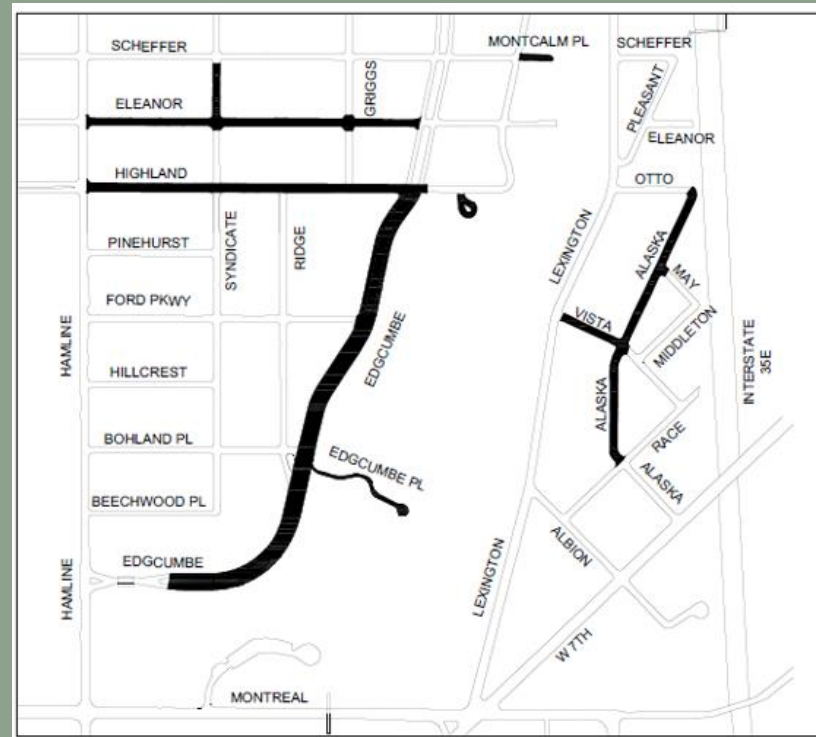 SCHEFFER
MONTCALM PL
SCHEFFER
ELEANOR
GRIGGS
PLEASANT
ELEANOR
HIGHLAND
OTTO
PINEHURST
SYNDICATE
RIDGE
LEXINGTON
ALASKA
MAY
FORD PKWY
VISTA
MIDDLETON
HAMLINE
EDGCUMBE
INTERSTATE
35E
HILLCREST
ALASKA
BOHLAND PL
RACE
EDGCUMBE PL
ALASKA
BEECHWOOD PL
ALBION
EDGCUMBE
HAMLINE
LEXINGTON
W 7TH
MONTREAL